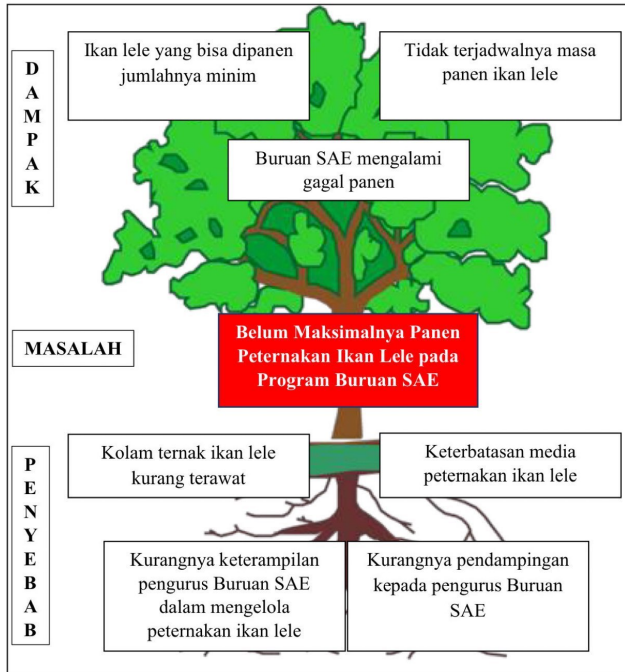 DAMPAK
Ikan lele yang bisa dipanen
jumlahnya minim
Tidak terjadwalnya masa
panen ikan lele
Buruan SAE mengalami
gagal panen
MASALAH
Belum Maksimalnya Panen
Peternakan Ikan Lele pada
Program Buruan SAE
PENYEBAB
Kolam ternak ikan lele
kurang terawat
Keterbatasan media
peternakan ikan lele
Kurangnya keterampilan
pengurus Buruan SAE
dalam mengelola
peternakan ikan lele
Kurangnya pendampingan
kepada pengurus Buruan
SAE